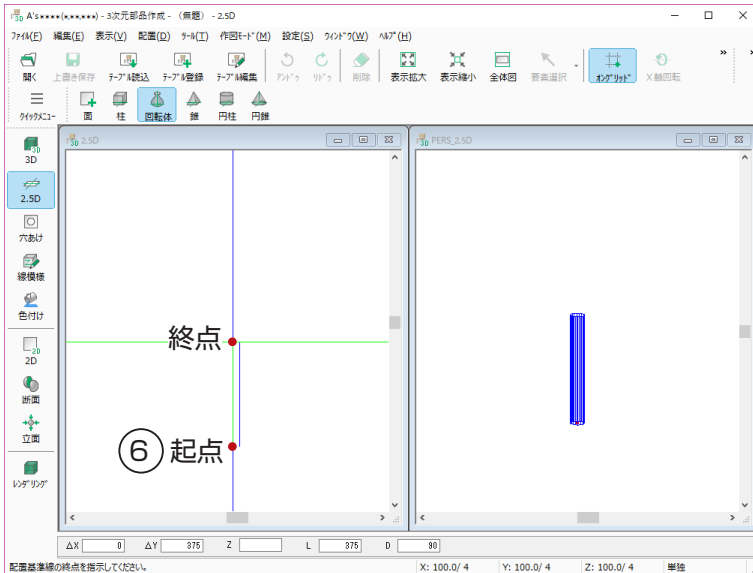 A's****(*,**,***) - 3次元部品作成 - （無題） - 2.5D
ファイル(F) 編集(E) 表示(V) 配置(D) ツール(T) 作図モード(M) 設定(S) ウィンドウ(W) ヘルプ(H)
開く 上書き保存 テーブル読込 テーブル登録 テーブル編集 アンドゥ リドゥ 削除 表示拡大 表示縮小 全体図 要素選択 オングリッド X軸回転
» »
クイックメニュー 面 柱 回転体 錐 円柱 円錐
3D
2.5D
穴あけ
線模様
色付け
2D
断面
立面
レンダリング
2.5D
終点
⑥ 起点
PERS_2.5D
ΔX 0 ΔY 375 Z L 375 D 90
配置基準線の終点を指示してください。 X: 100.0/ 4 Y: 100.0/ 4 Z: 100.0/ 4 単独